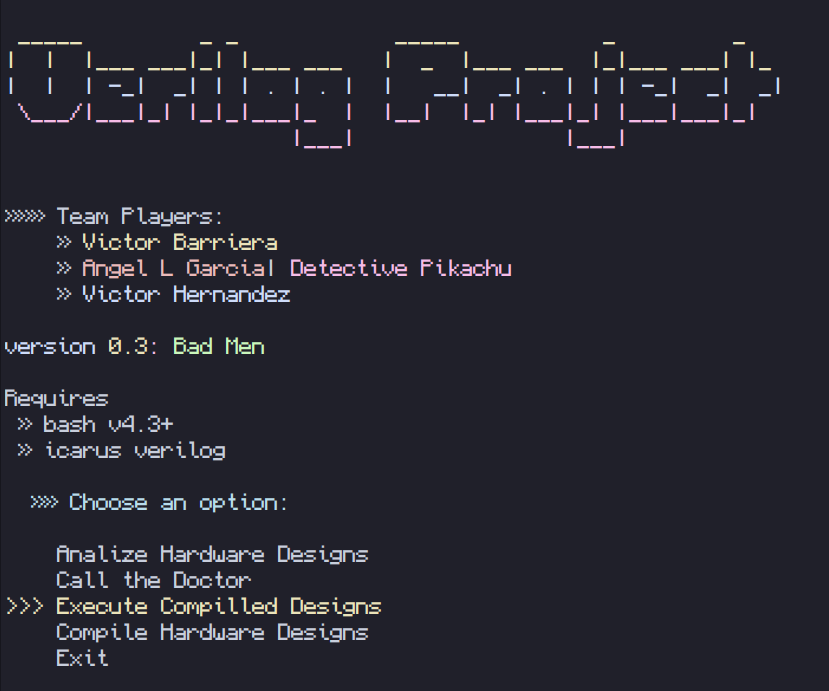 Verilog Project
>>>>>> Team Players:
>> Victor Barriera
>> Angel L Garcia| Detective Pikachu
>> Victor Hernandez
version 0.3: Bad Men
Requires
>> bash v4.3+
>> icarus verilog
>>>> Choose an option:
Analize Hardware Designs
Call the Doctor
>>> Execute Compilled Designs
Compile Hardware Designs
Exit